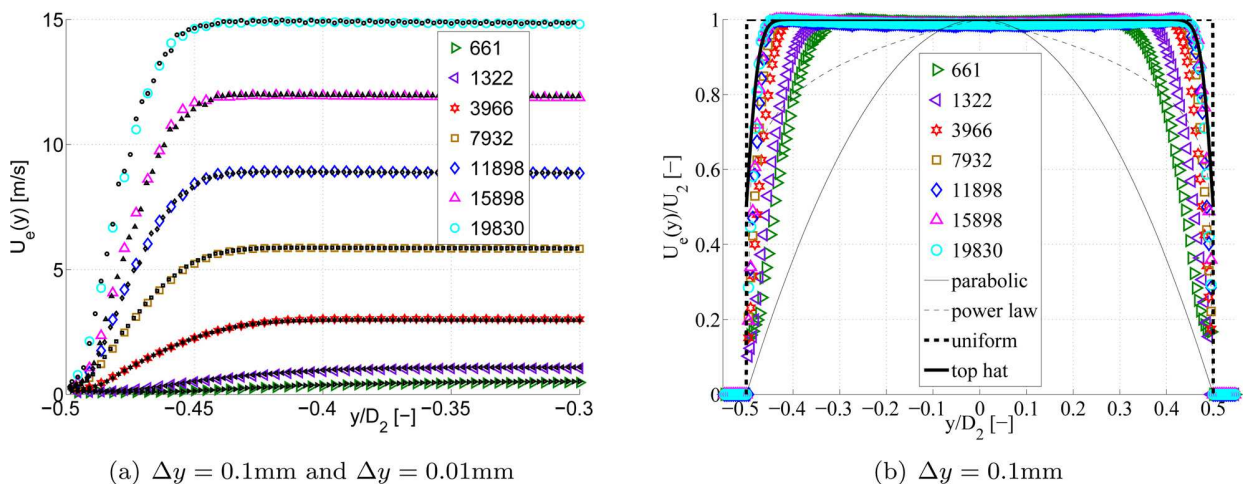 15
10
5
0
U_e(y) [m/s]
661
1322
3966
7932
11898
15898
19830
−0.5 −0.45 −0.4 −0.35 −0.3
y/D_2 [−]
(a) Δy = 0.1mm and Δy = 0.01mm
1
0.8
0.6
0.4
0.2
0
U_e(y)/U_2 [−]
661
1322
3966
7932
11898
15898
19830
parabolic
power law
uniform
top hat
−0.5 −0.4 −0.3 −0.2 −0.1 0 0.1 0.2 0.3 0.4 0.5
y/D_2 [−]
(b) Δy = 0.1mm